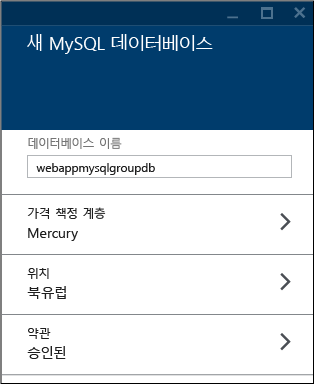 새 MySQL 데이터베이스
데이터베이스 이름
webappmysqlgroupdb
가격 책정 계층
Mercury
위치
북유럽
약관
승인된